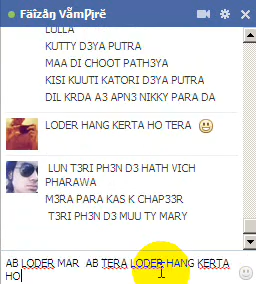 Fäïzåņ Vẫmƿįrẽ
LULLA
KUTTY D3YA PUTRA
MAA DI CHOOT PATH3YA
KISI KUUTI KATORI D3YA PUTRA
DIL KRDA A3 APN3 NIKKY PARA DA
LODER HANG KERTA HO TERA
LUN T3RI PH3N D3 HATH VICH
PHARAWA
M3RA PARA KAS K CHAP33R
T3RI PH3N D3 MUU TY MARY
AB LODER MAR AB TERA LODER HANG KERTA
HO